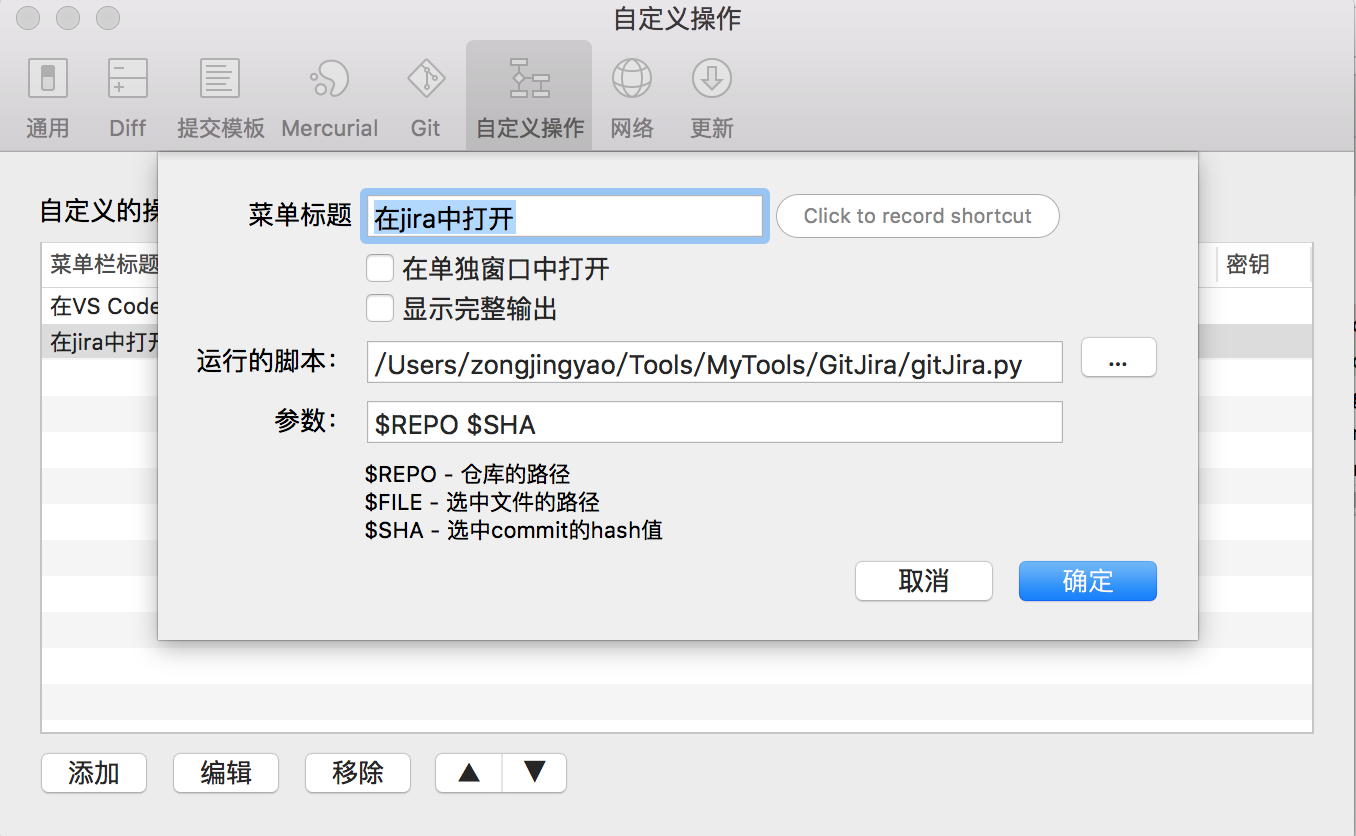 自定义操作
通用
Diff
提交模板
Mercurial
Git
自定义操作
网络
更新
自定义的
菜单标题
在jira中打开
Click to record shortcut
菜单栏标题
密钥
在单独窗口中打开
显示完整输出
在VS Code
在jira中打
运行的脚本：
/Users/zongjingyao/Tools/MyTools/GitJira/gitJira.py
...
参数：
$REPO $SHA
$REPO - 仓库的路径
$FILE - 选中文件的路径
$SHA - 选中commit的hash值
取消
确定
添加
编辑
移除